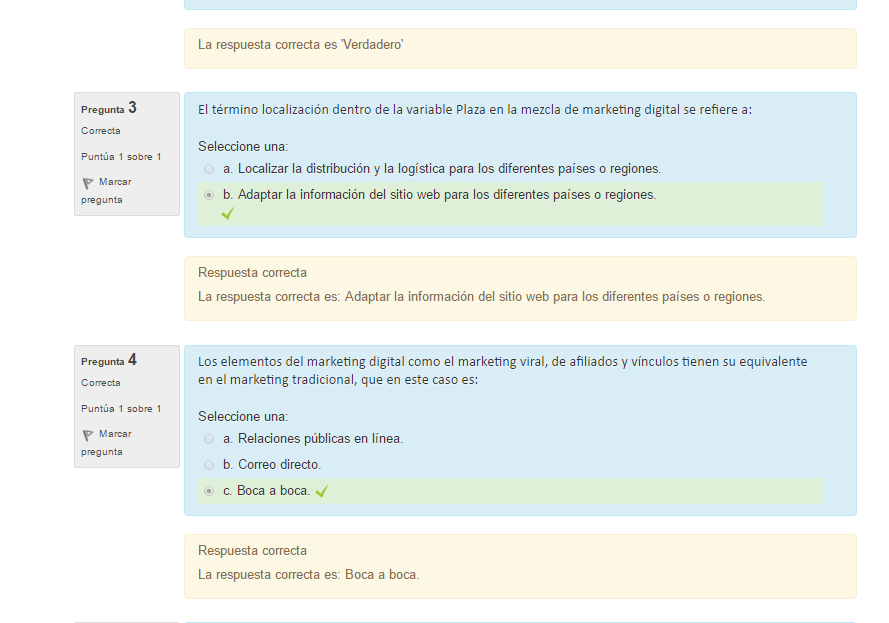 La respuesta correcta es 'Verdadero'
Pregunta 3
Correcta
Puntúa 1 sobre 1
Marcar
pregunta
El término localización dentro de la variable Plaza en la mezcla de marketing digital se refiere a:
Seleccione una:
a. Localizar la distribución y la logística para los diferentes países o regiones.
b. Adaptar la información del sitio web para los diferentes países o regiones.
Respuesta correcta
La respuesta correcta es: Adaptar la información del sitio web para los diferentes países o regiones.
Pregunta 4
Correcta
Puntúa 1 sobre 1
Marcar
pregunta
Los elementos del marketing digital como el marketing viral, de afiliados y vínculos tienen su equivalente
en el marketing tradicional, que en este caso es:
Seleccione una:
a. Relaciones públicas en línea.
b. Correo directo.
c. Boca a boca.
Respuesta correcta
La respuesta correcta es: Boca a boca.